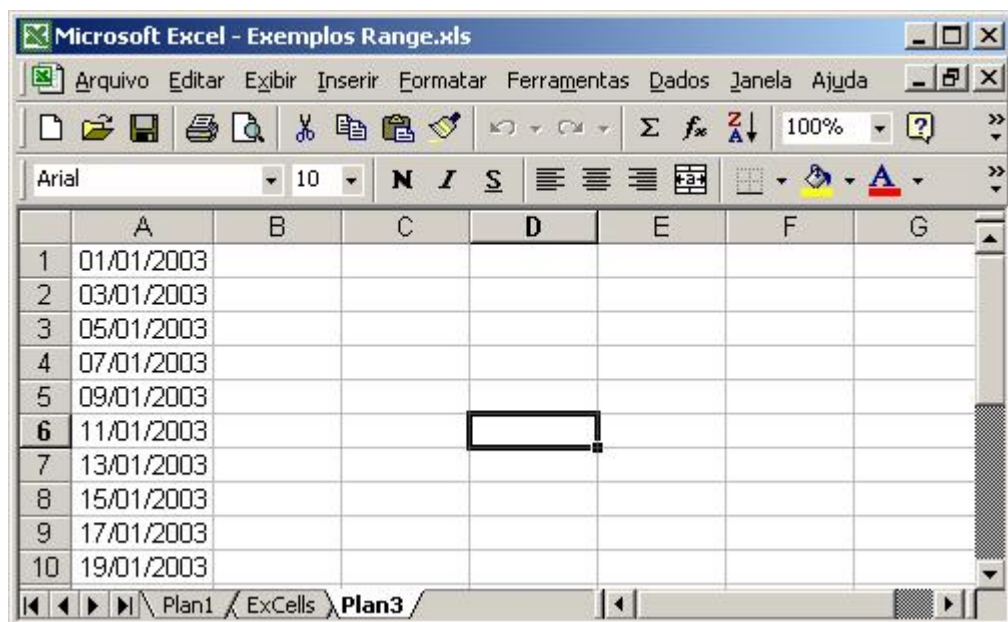 Microsoft Excel - Exemplos Range.xls
Arquivo Editar Exibir Inserir Formatar Ferramentas Dados Janela Ajuda
Σ fx Z A 100% ?
Arial 10 N I S a A
A B C D E F G
1 01/01/2003
2 03/01/2003
3 05/01/2003
4 07/01/2003
5 09/01/2003
6 11/01/2003
7 13/01/2003
8 15/01/2003
9 17/01/2003
10 19/01/2003
Plan1 ExCells Plan3